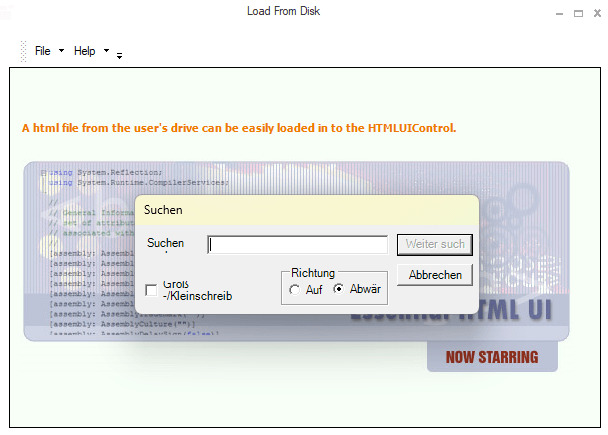 Load From Disk
File
Help
A html file from the user's drive can be easily loaded in to the HTMLUIControl.
using System.Reflection;
using System.Runtime.CompilerServices;
//
// General Informa
// set of attribut
// associated with
//
[assembly: Assemb
[assembly: Assemb
[assembly: Assemb
[assembly: Assemb
[assembly: Assemb
[assembly: Assemb
[assembly: AssemblyTrademark("")]
[assembly: AssemblyCulture("")]
[assembly: AssemblyDelaySign(false)]
Suchen
Suchen
Weiter such
Groß
-/Kleinschreib
Richtung
Auf
Abwär
Abbrechen
Essential HTML UI
NOW STARRING